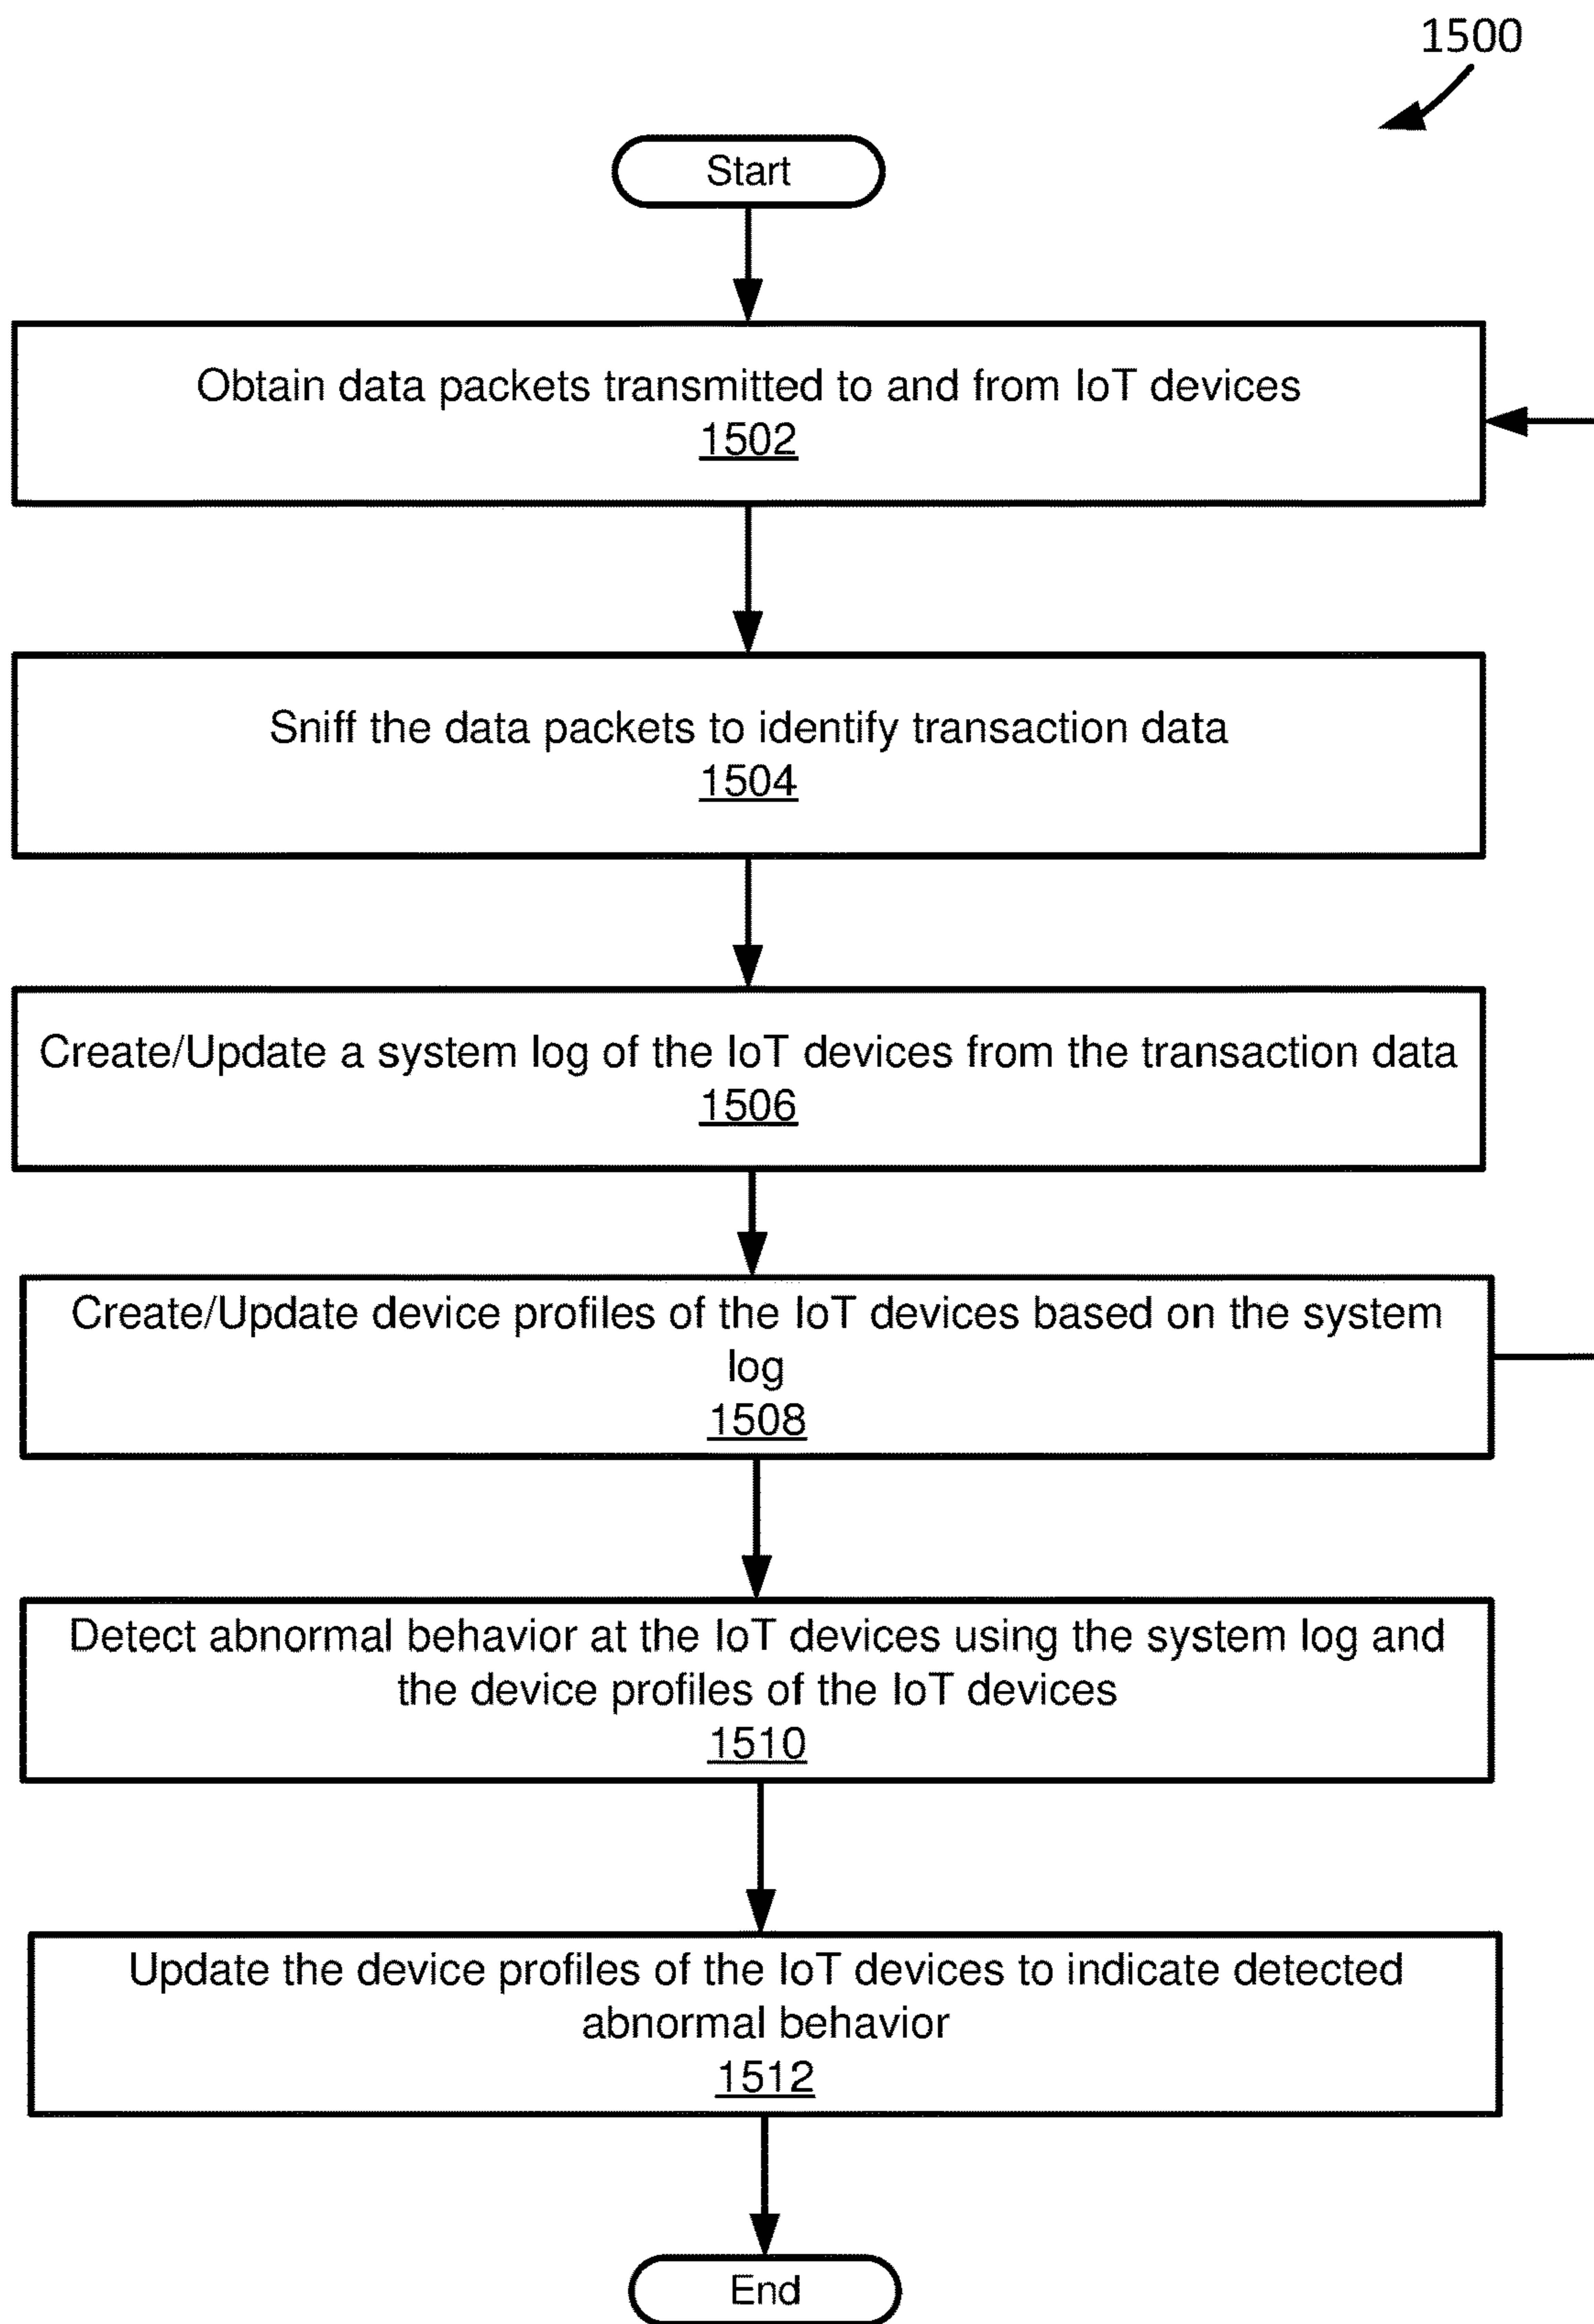 1500
Start
Obtain data packets transmitted to and from IoT devices
1502
Sniff the data packets to identify transaction data
1504
Create/Update a system log of the IoT devices from the transaction data
1506
Create/Update device profiles of the IoT devices based on the system
log
1508
Detect abnormal behavior at the IoT devices using the system log and
the device profiles of the IoT devices
1510
Update the device profiles of the IoT devices to indicate detected
abnormal behavior
1512
End